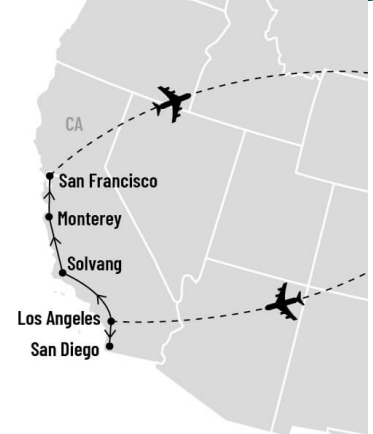 CA
San Francisco
Monterey
Solvang
Los Angeles
San Diego